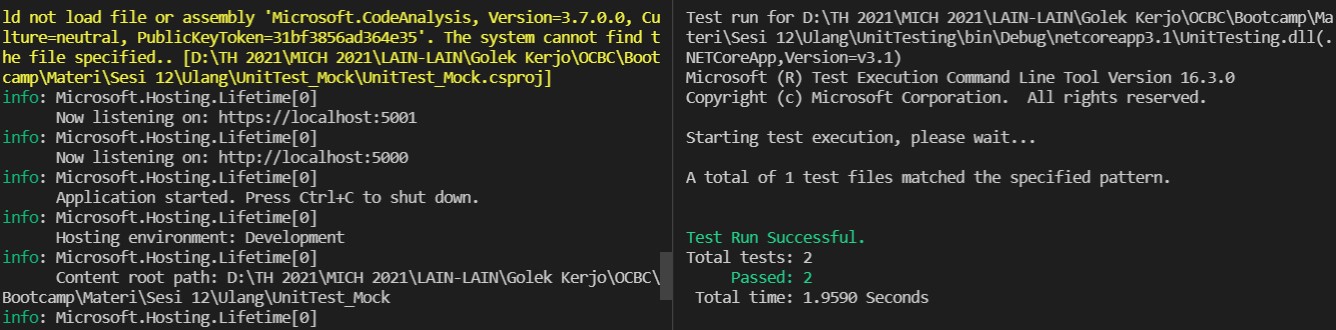 ld not load file or assembly 'Microsoft.CodeAnalysis, Version=3.7.0.0, Cu
lture=neutral, PublicKeyToken=31bf3856ad364e35'. The system cannot find t
he file specified.. [D:\TH 2021\MICH 2021\LAIN-LAIN\Golek Kerjo\OCBC\Boot
camp\Materi\Sesi 12\Ulang\UnitTest_Mock\UnitTest_Mock.csproj]
info: Microsoft.Hosting.Lifetime[0]
      Now listening on: https://localhost:5001
info: Microsoft.Hosting.Lifetime[0]
      Now listening on: http://localhost:5000
info: Microsoft.Hosting.Lifetime[0]
      Application started. Press Ctrl+C to shut down.
info: Microsoft.Hosting.Lifetime[0]
      Hosting environment: Development
info: Microsoft.Hosting.Lifetime[0]
      Content root path: D:\TH 2021\MICH 2021\LAIN-LAIN\Golek Kerjo\OCBC\
Bootcamp\Materi\Sesi 12\Ulang\UnitTest_Mock
info: Microsoft.Hosting.Lifetime[0]
Test run for D:\TH 2021\MICH 2021\LAIN-LAIN\Golek Kerjo\OCBC\Bootcamp\Ma
teri\Sesi 12\Ulang\UnitTesting\bin\Debug\netcoreapp3.1\UnitTesting.dll(.
NETCoreApp,Version=v3.1)
Microsoft (R) Test Execution Command Line Tool Version 16.3.0
Copyright (c) Microsoft Corporation.  All rights reserved.
Starting test execution, please wait...
A total of 1 test files matched the specified pattern.
Test Run Successful.
Total tests: 2
     Passed: 2
 Total time: 1.9590 Seconds